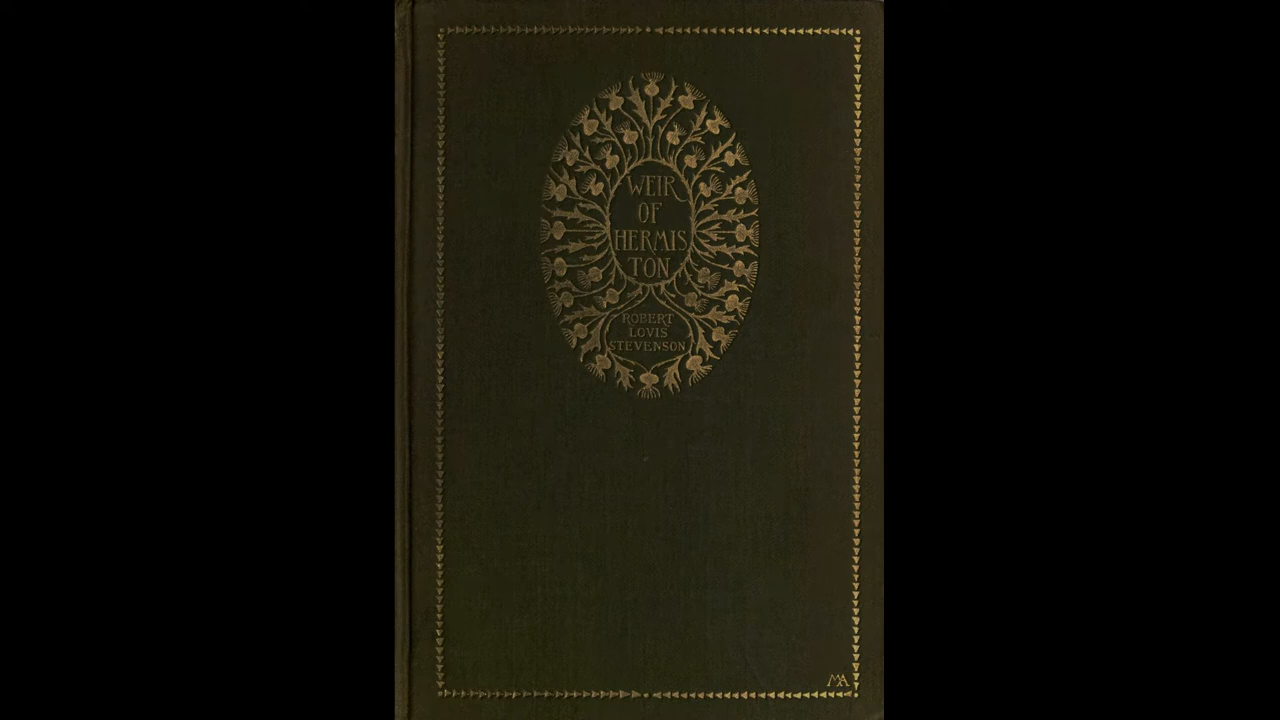 WEIR
OF
HERMIS
TON
ROBERT
LOVIS
STEVENSON
MA